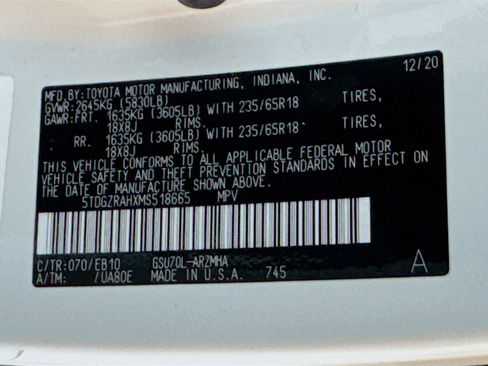 MFD. BY: TOYOTA MOTOR MANUFACTURING, INDIANA, INC. 12/20
GVWR: 2645KG (5830LB)
GAWR: FRT. 1635KG (3605LB) WITH 235/65R18 TIRES,
18X8J RIMS.
RR. 1635KG (3605LB) WITH 235/65R18 TIRES,
18X8J RIMS.
THIS VEHICLE CONFORMS TO ALL APPLICABLE FEDERAL MOTOR
VEHICLE SAFETY AND THEFT PREVENTION STANDARDS IN EFFECT ON
THE DATE OF MANUFACTURE SHOWN ABOVE.
5TDGZRAHXMS518665 MPV
C/TR: 070/EB10 GSU70L-ARZMHA
A/TM: /UA80E MADE IN U.S.A. 745 A